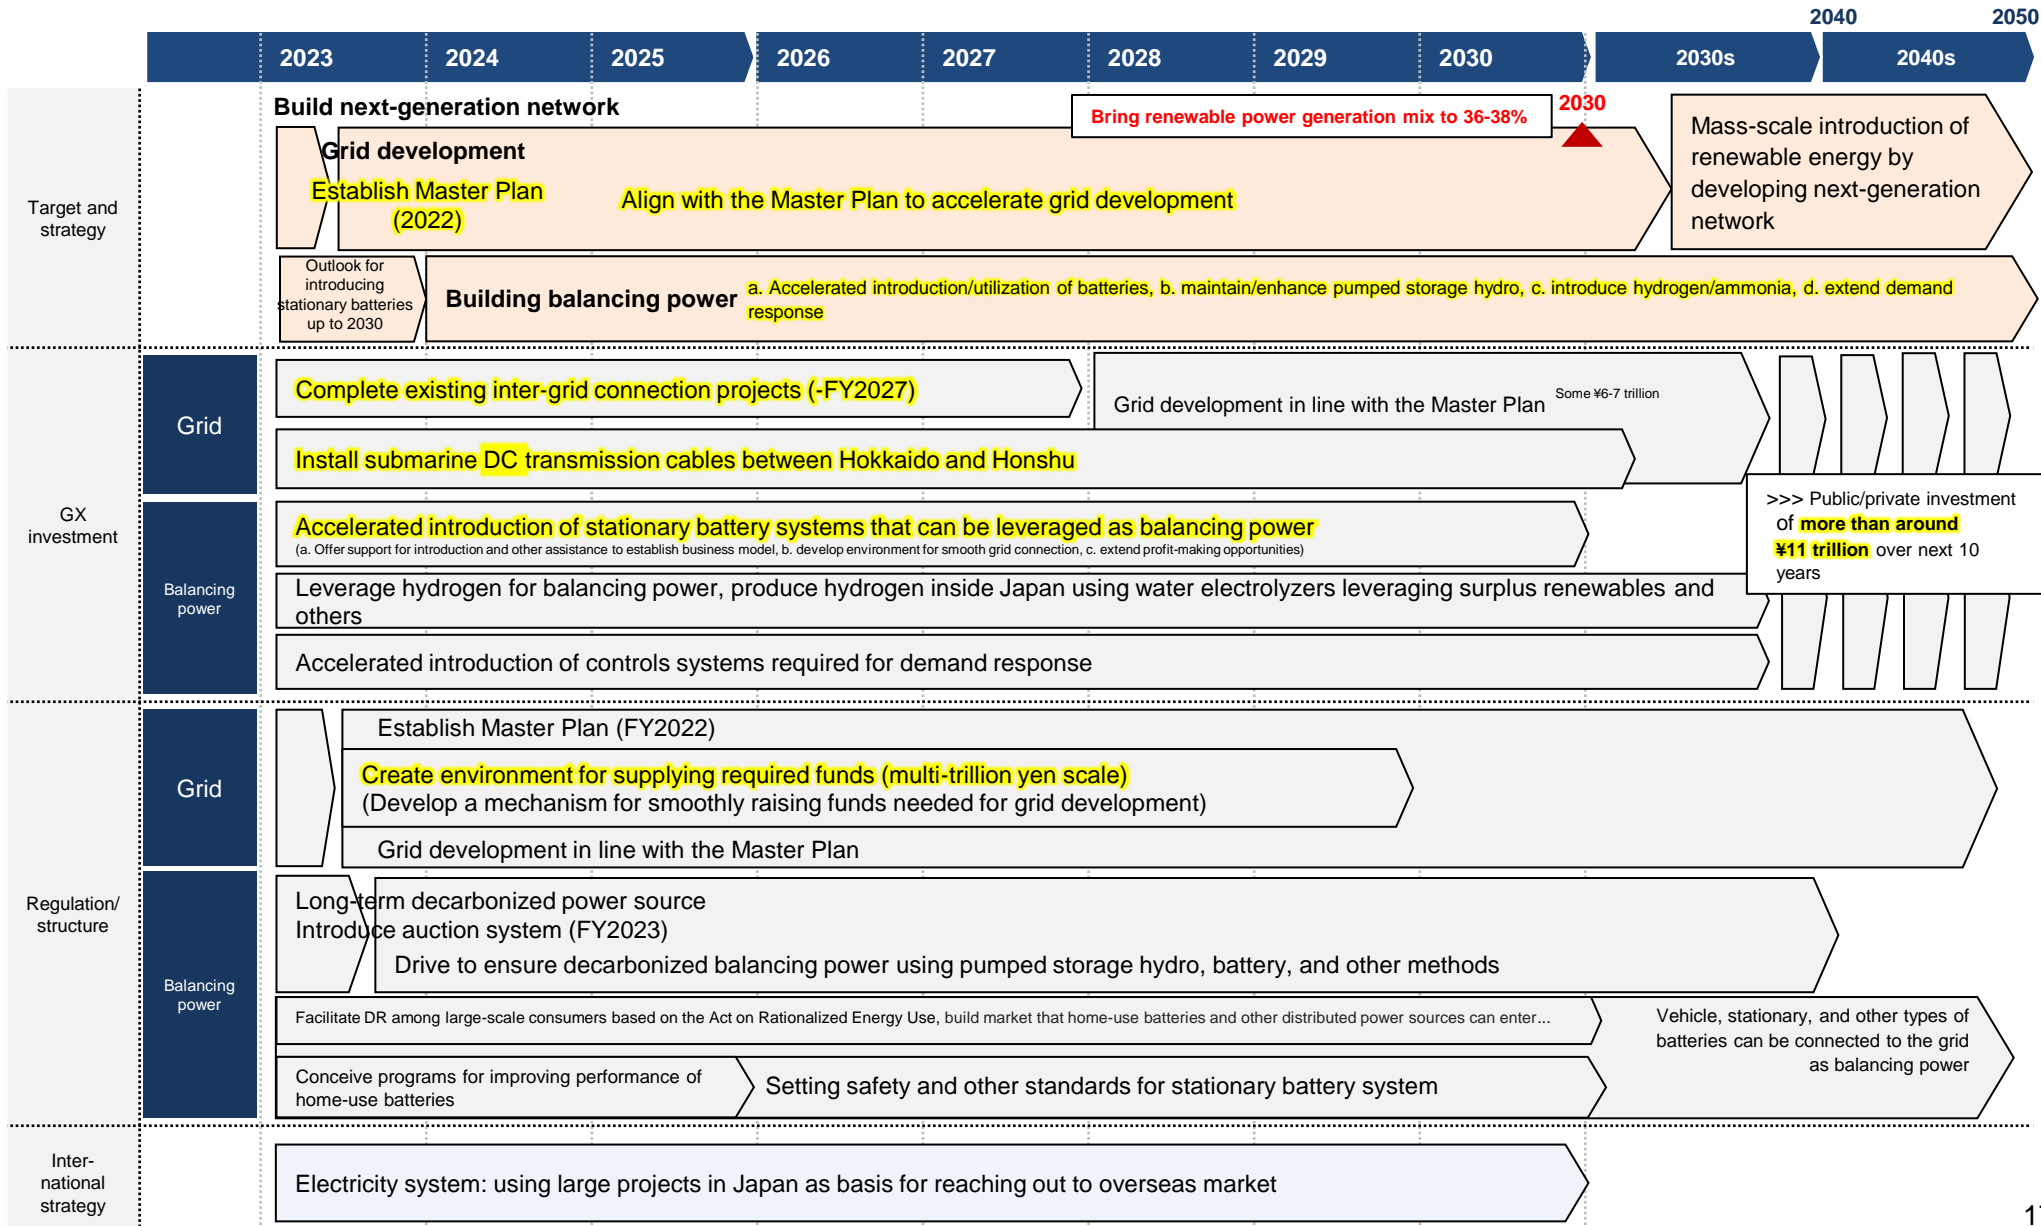 2040 2050
2023 2024 2025 2026 2027 2028 2029 2030 2030s 2040s
Target and
strategy
Build next-generation network
Bring renewable power generation mix to 36-38%
2030
Grid development
Establish Master Plan
(2022)
Align with the Master Plan to accelerate grid development
Mass-scale introduction of
renewable energy by
developing next-generation
network
Outlook for
introducing
stationary batteries
up to 2030
Building balancing power
a. Accelerated introduction/utilization of batteries, b. maintain/enhance pumped storage hydro, c. introduce hydrogen/ammonia, d. extend demand
response
GX
investment
Grid
Complete existing inter-grid connection projects (-FY2027)
Grid development in line with the Master Plan
Some ¥6-7 trillion
Install submarine DC transmission cables between Hokkaido and Honshu
Balancing
power
Accelerated introduction of stationary battery systems that can be leveraged as balancing power
(a. Offer support for introduction and other assistance to establish business model, b. develop environment for smooth grid connection, c. extend profit-making opportunities)
>>> Public/private investment
of more than around
¥11 trillion over next 10
years
Leverage hydrogen for balancing power, produce hydrogen inside Japan using water electrolyzers leveraging surplus renewables and
others
Accelerated introduction of controls systems required for demand response
Regulation/
structure
Grid
Establish Master Plan (FY2022)
Create environment for supplying required funds (multi-trillion yen scale)
(Develop a mechanism for smoothly raising funds needed for grid development)
Grid development in line with the Master Plan
Balancing
power
Long-term decarbonized power source
Introduce auction system (FY2023)
Drive to ensure decarbonized balancing power using pumped storage hydro, battery, and other methods
Facilitate DR among large-scale consumers based on the Act on Rationalized Energy Use, build market that home-use batteries and other distributed power sources can enter...
Vehicle, stationary, and other types of
batteries can be connected to the grid
as balancing power
Conceive programs for improving performance of
home-use batteries
Setting safety and other standards for stationary battery system
Inter-
national
strategy
Electricity system: using large projects in Japan as basis for reaching out to overseas market